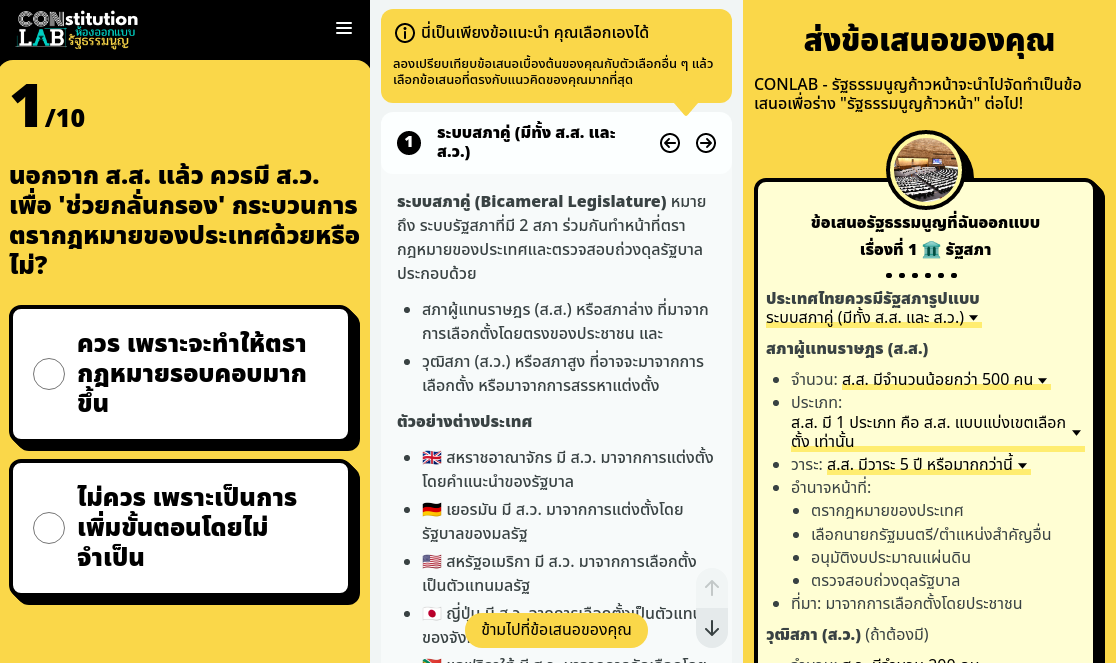 CONstitution
LAB ห้องออกแบบ
รัฐธรรมนูญ
1/10
นอกจาก ส.ส. แล้ว ควรมี ส.ว.
เพื่อ 'ช่วยกลั่นกรอง' กระบวนการ
ตรากฎหมายของประเทศด้วยหรือ
ไม่?
ควร เพราะจะทำให้ตรา
กฎหมายรอบคอบมาก
ขึ้น
ไม่ควร เพราะเป็นการ
เพิ่มขั้นตอนโดยไม่
จำเป็น
นี่เป็นเพียงข้อแนะนำ คุณเลือกเองได้
ลองเปรียบเทียบข้อเสนอเบื้องต้นของคุณกับตัวเลือกอื่น ๆ แล้ว
เลือกข้อเสนอที่ตรงกับแนวคิดของคุณมากที่สุด
1 ระบบสภาคู่ (มีทั้ง ส.ส. และ
ส.ว.)
ระบบสภาคู่ (Bicameral Legislature) หมาย
ถึง ระบบรัฐสภาที่มี 2 สภา ร่วมกันทำหน้าที่ตรา
กฎหมายของประเทศและตรวจสอบถ่วงดุลรัฐบาล
ประกอบด้วย
สภาผู้แทนราษฎร (ส.ส.) หรือสภาล่าง ที่มาจาก
การเลือกตั้งโดยตรงของประชาชน และ
วุฒิสภา (ส.ว.) หรือสภาสูง ที่อาจจะมาจากการ
เลือกตั้ง หรือมาจากการสรรหาแต่งตั้ง
ตัวอย่างต่างประเทศ
🇬🇧 สหราชอาณาจักร มี ส.ว. มาจากการแต่งตั้ง
โดยคำแนะนำของรัฐบาล
🇩🇪 เยอรมัน มี ส.ว. มาจากการแต่งตั้งโดย
รัฐบาลของมลรัฐ
🇺🇸 สหรัฐอเมริกา มี ส.ว. มาจากการเลือกตั้ง
เป็นตัวแทนมลรัฐ
🇯🇵 ญี่ปุ่น มี ส.ว. จากการเลือกตั้งเป็นตัวแทน
ของจัง
ข้ามไปที่ข้อเสนอของคุณ
ส่งข้อเสนอของคุณ
CONLAB - รัฐธรรมนูญก้าวหน้าจะนำไปจัดทำเป็นข้อ
เสนอเพื่อร่าง "รัฐธรรมนูญก้าวหน้า" ต่อไป!
ข้อเสนอรัฐธรรมนูญที่ฉันออกแบบ
เรื่องที่ 1 🏛️ รัฐสภา
ประเทศไทยควรมีรัฐสภารูปแบบ
ระบบสภาคู่ (มีทั้ง ส.ส. และ ส.ว.)
สภาผู้แทนราษฎร (ส.ส.)
จำนวน: ส.ส. มีจำนวนน้อยกว่า 500 คน
ประเภท:
ส.ส. มี 1 ประเภท คือ ส.ส. แบบแบ่งเขตเลือก
ตั้ง เท่านั้น
วาระ: ส.ส. มีวาระ 5 ปี หรือมากกว่านี้
อำนาจหน้าที่:
ตรากฎหมายของประเทศ
เลือกนายกรัฐมนตรี/ตำแหน่งสำคัญอื่น
อนุมัติงบประมาณแผ่นดิน
ตรวจสอบถ่วงดุลรัฐบาล
ที่มา: มาจากการเลือกตั้งโดยประชาชน
วุฒิสภา (ส.ว.) (ถ้าต้องมี)